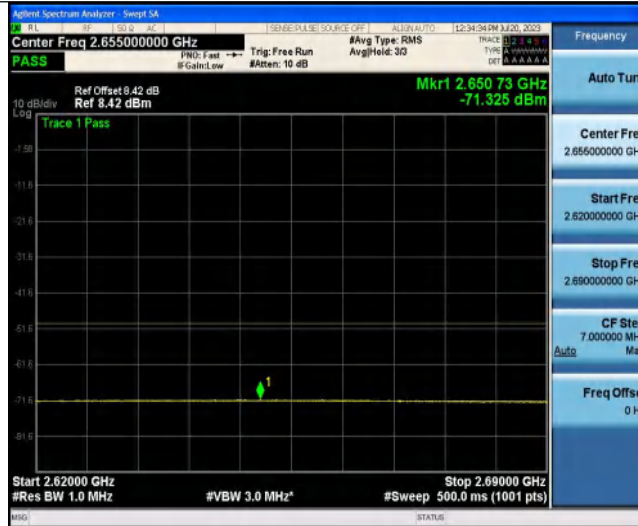 Agilent Spectrum Analyzer - Swept SA
RL RF 50 Ω AC SENSE:PULSE SOURCE OFF ALIGN AUTO 12:34:34 PM Jul 20, 2023
Center Freq 2.655000000 GHz
PASS
PNO: Fast
IFGain:Low
Trig: Free Run
#Atten: 10 dB
#Avg Type: RMS
Avg|Hold: 3/3
TRACE 1 2 3 4 5 6
TYPE
DET A A A A A A
Mkr1 2.650 73 GHz
-71.325 dBm
Ref Offset 8.42 dB
Ref 8.42 dBm
10 dB/div
Log
Trace 1 Pass
-1.58
-11.6
-21.6
-31.6
-41.6
-51.6
-61.6
-71.6
-81.6
1
Start 2.62000 GHz
Stop 2.69000 GHz
#Res BW 1.0 MHz
#VBW 3.0 MHz*
#Sweep 500.0 ms (1001 pts)
MSG
STATUS
Frequency
Auto Tun
Center Fre
2.655000000 GH
Start Fre
2.620000000 GH
Stop Fre
2.690000000 GH
CF Ste
7.000000 MH
Auto Ma
Freq Offse
0 H